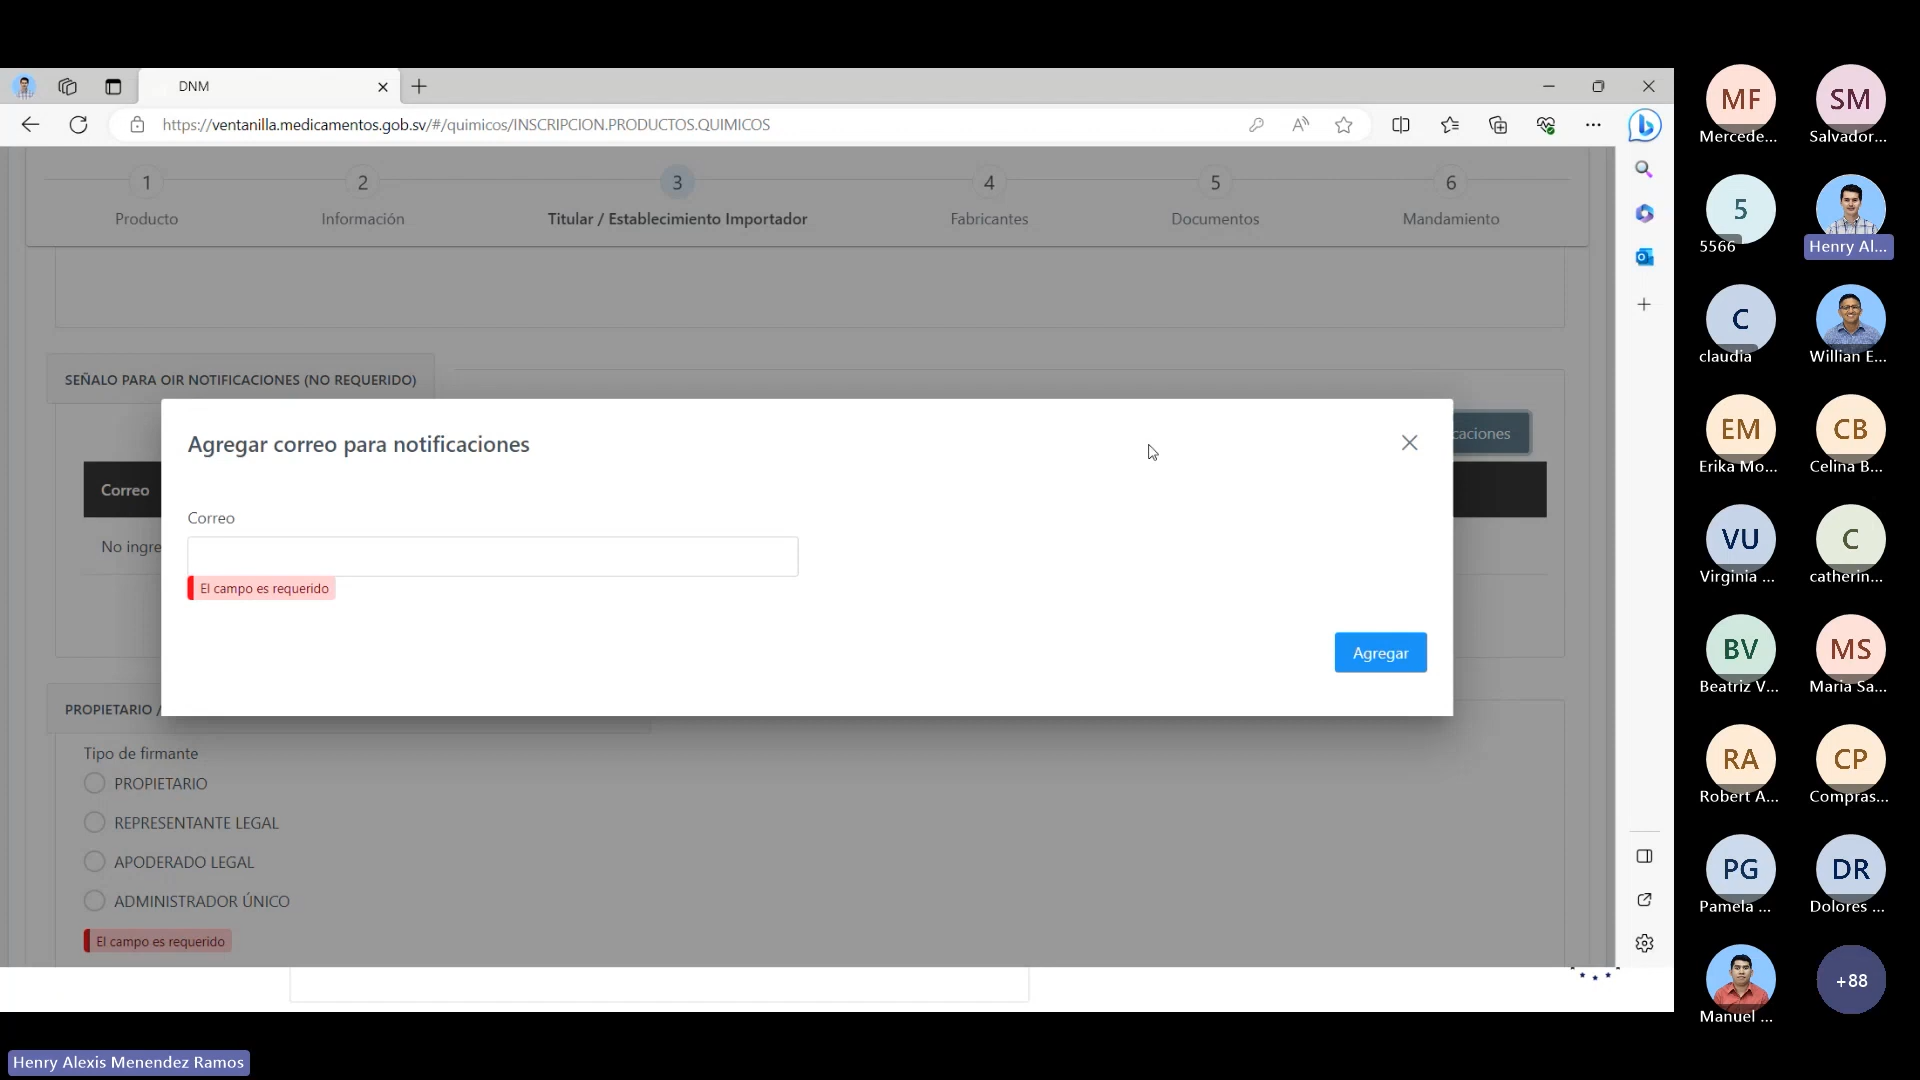 DNM
https://ventanilla.medicamentos.gob.sv/#/quimicos/INSCRIPCION.PRODUCTOS.QUIMICOS
1
2
3
4
5
6
Producto
Información
Titular / Establecimiento Importador
Fabricantes
Documentos
Mandamiento
SEÑALO PARA OIR NOTIFICACIONES (NO REQUERIDO)
caciones
Agregar correo para notificaciones
Correo
No ingre
Correo
El campo es requerido
Agregar
PROPIETARIO /
Tipo de firmante
PROPIETARIO
REPRESENTANTE LEGAL
APODERADO LEGAL
ADMINISTRADOR ÚNICO
El campo es requerido
MF
Mercede...
SM
Salvador...
5
5566
Henry Al...
C
claudia
Willian E...
EM
Erika Mo...
CB
Celina B...
VU
Virginia ...
C
catherin...
BV
Beatriz V...
MS
Maria Sa...
RA
Robert A...
CP
Compras...
PG
Pamela ...
DR
Dolores ...
Manuel ...
+88
Henry Alexis Menendez Ramos